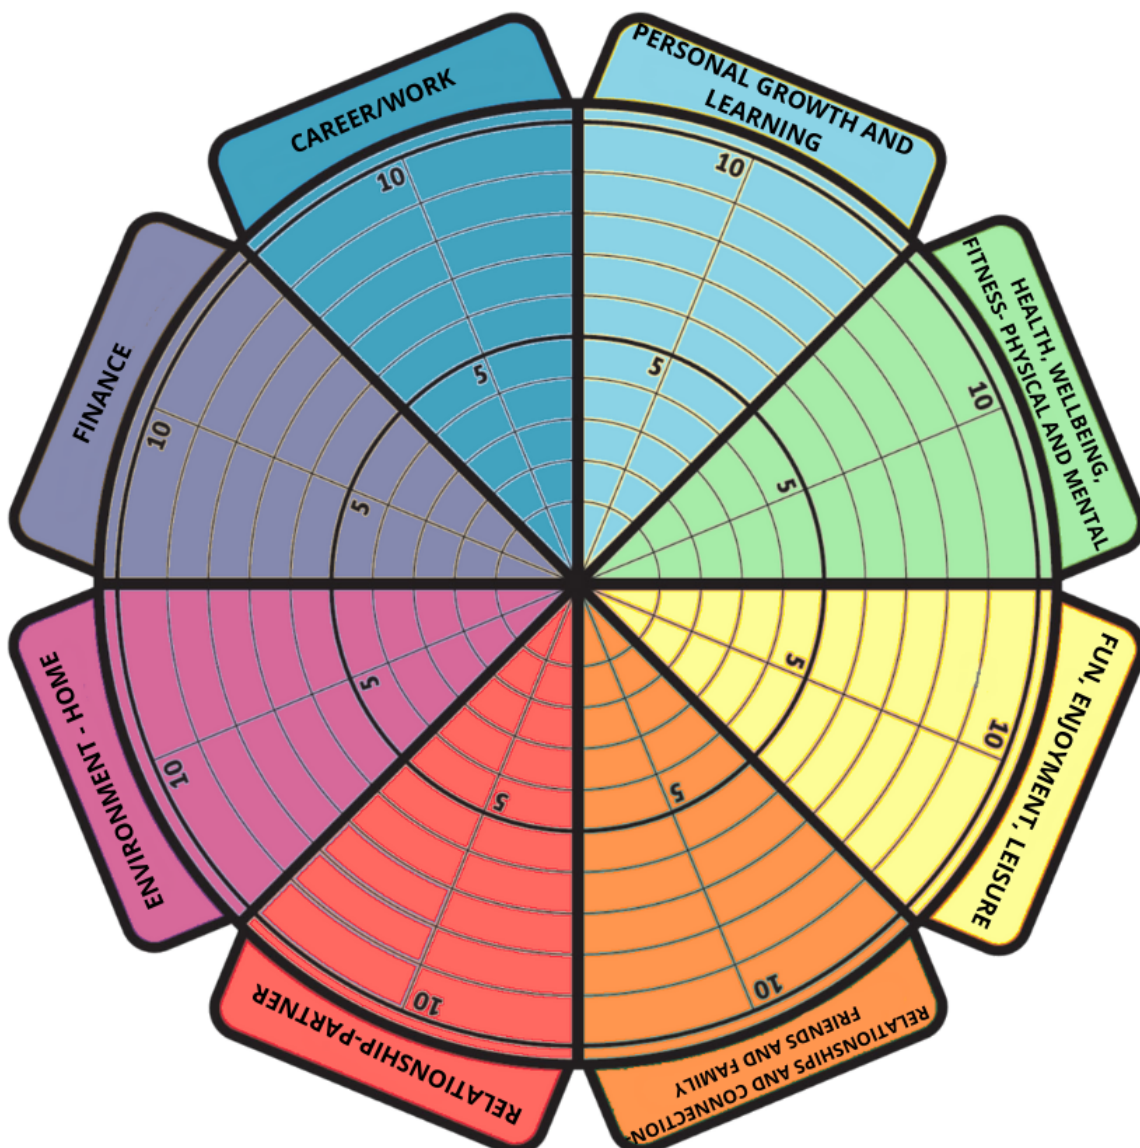 PERSONAL GROWTH AND
LEARNING
10
5
HEALTH, WELLBEING,
FITNESS- PHYSICAL AND MENTAL
10
5
FUN, ENJOYMENT, LEISURE
10
5
RELATIONSHIPS AND CONNECTION-
FRIENDS AND FAMILY
10
5
RELATIONSHIP-PARTNER
10
5
ENVIRONMENT - HOME
10
5
FINANCE
10
5
CAREER/WORK
10
5